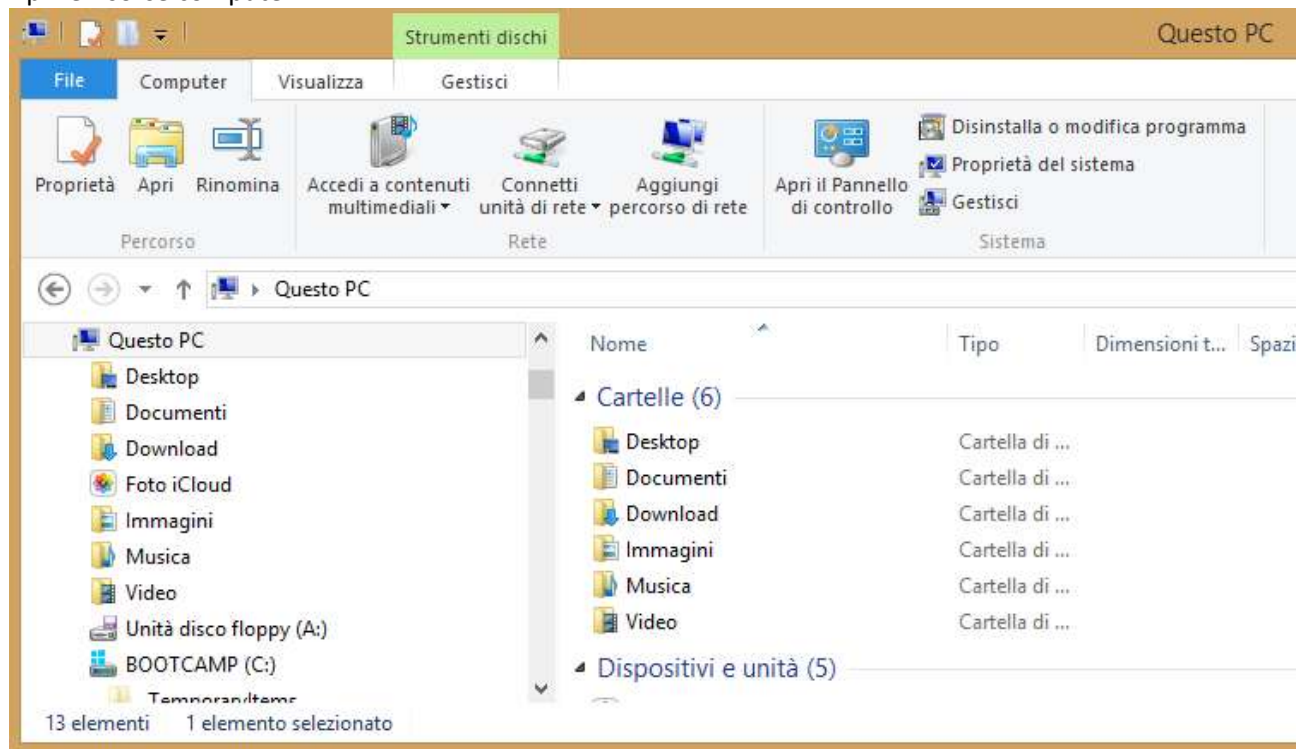 Strumenti dischi
Questo PC
File Computer Visualizza Gestisci
Disinstalla o modifica programma
Proprietà del sistema
Proprietà Apri Rinomina Accedi a contenuti Connetti Aggiungi Apri il Pannello Gestisci
multimediali unità di rete percorso di rete di controllo
Percorso Rete Sistema
Questo PC
Questo PC
Desktop
Documenti
Download
Foto iCloud
Immagini
Musica
Video
Unità disco floppy (A:)
BOOTCAMP (C:)
Nome Tipo Dimensioni t... Spazi
Cartelle (6)
Desktop Cartella di ...
Documenti Cartella di ...
Download Cartella di ...
Immagini Cartella di ...
Musica Cartella di ...
Video Cartella di ...
Dispositivi e unità (5)
13 elementi 1 elemento selezionato